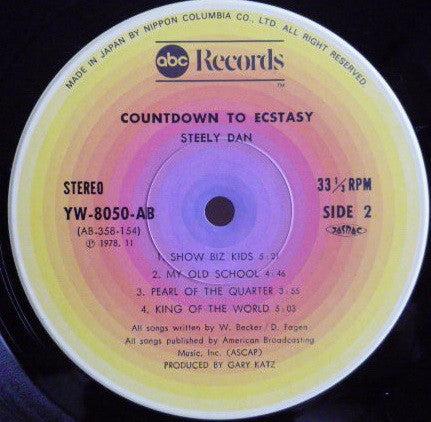 MADE IN JAPAN BY NIPPON COLUMBIA CO., LTD. ALL RIGHT RESERVED
abc Records
TM
COUNTDOWN TO ECSTASY
STEELY DAN
STEREO
33 1/3 RPM
YW-8050-AB
SIDE 2
(AB-358-154)
JASRAC
℗ 1978. 11
1. SHOW BIZ KIDS 5:21
2. MY OLD SCHOOL 4:46
3. PEARL OF THE QUARTER 3:55
4. KING OF THE WORLD 5:03
All songs written by W. Becker/D. Fagen
All songs published by American Broadcasting
Music, Inc. (ASCAP)
PRODUCED BY GARY KATZ